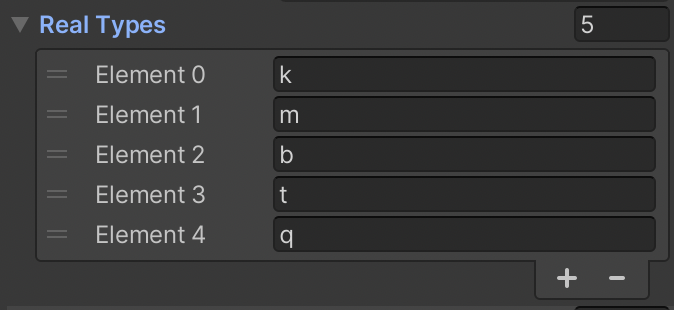 Real Types 5
Element 0 k
Element 1 m
Element 2 b
Element 3 t
Element 4 q